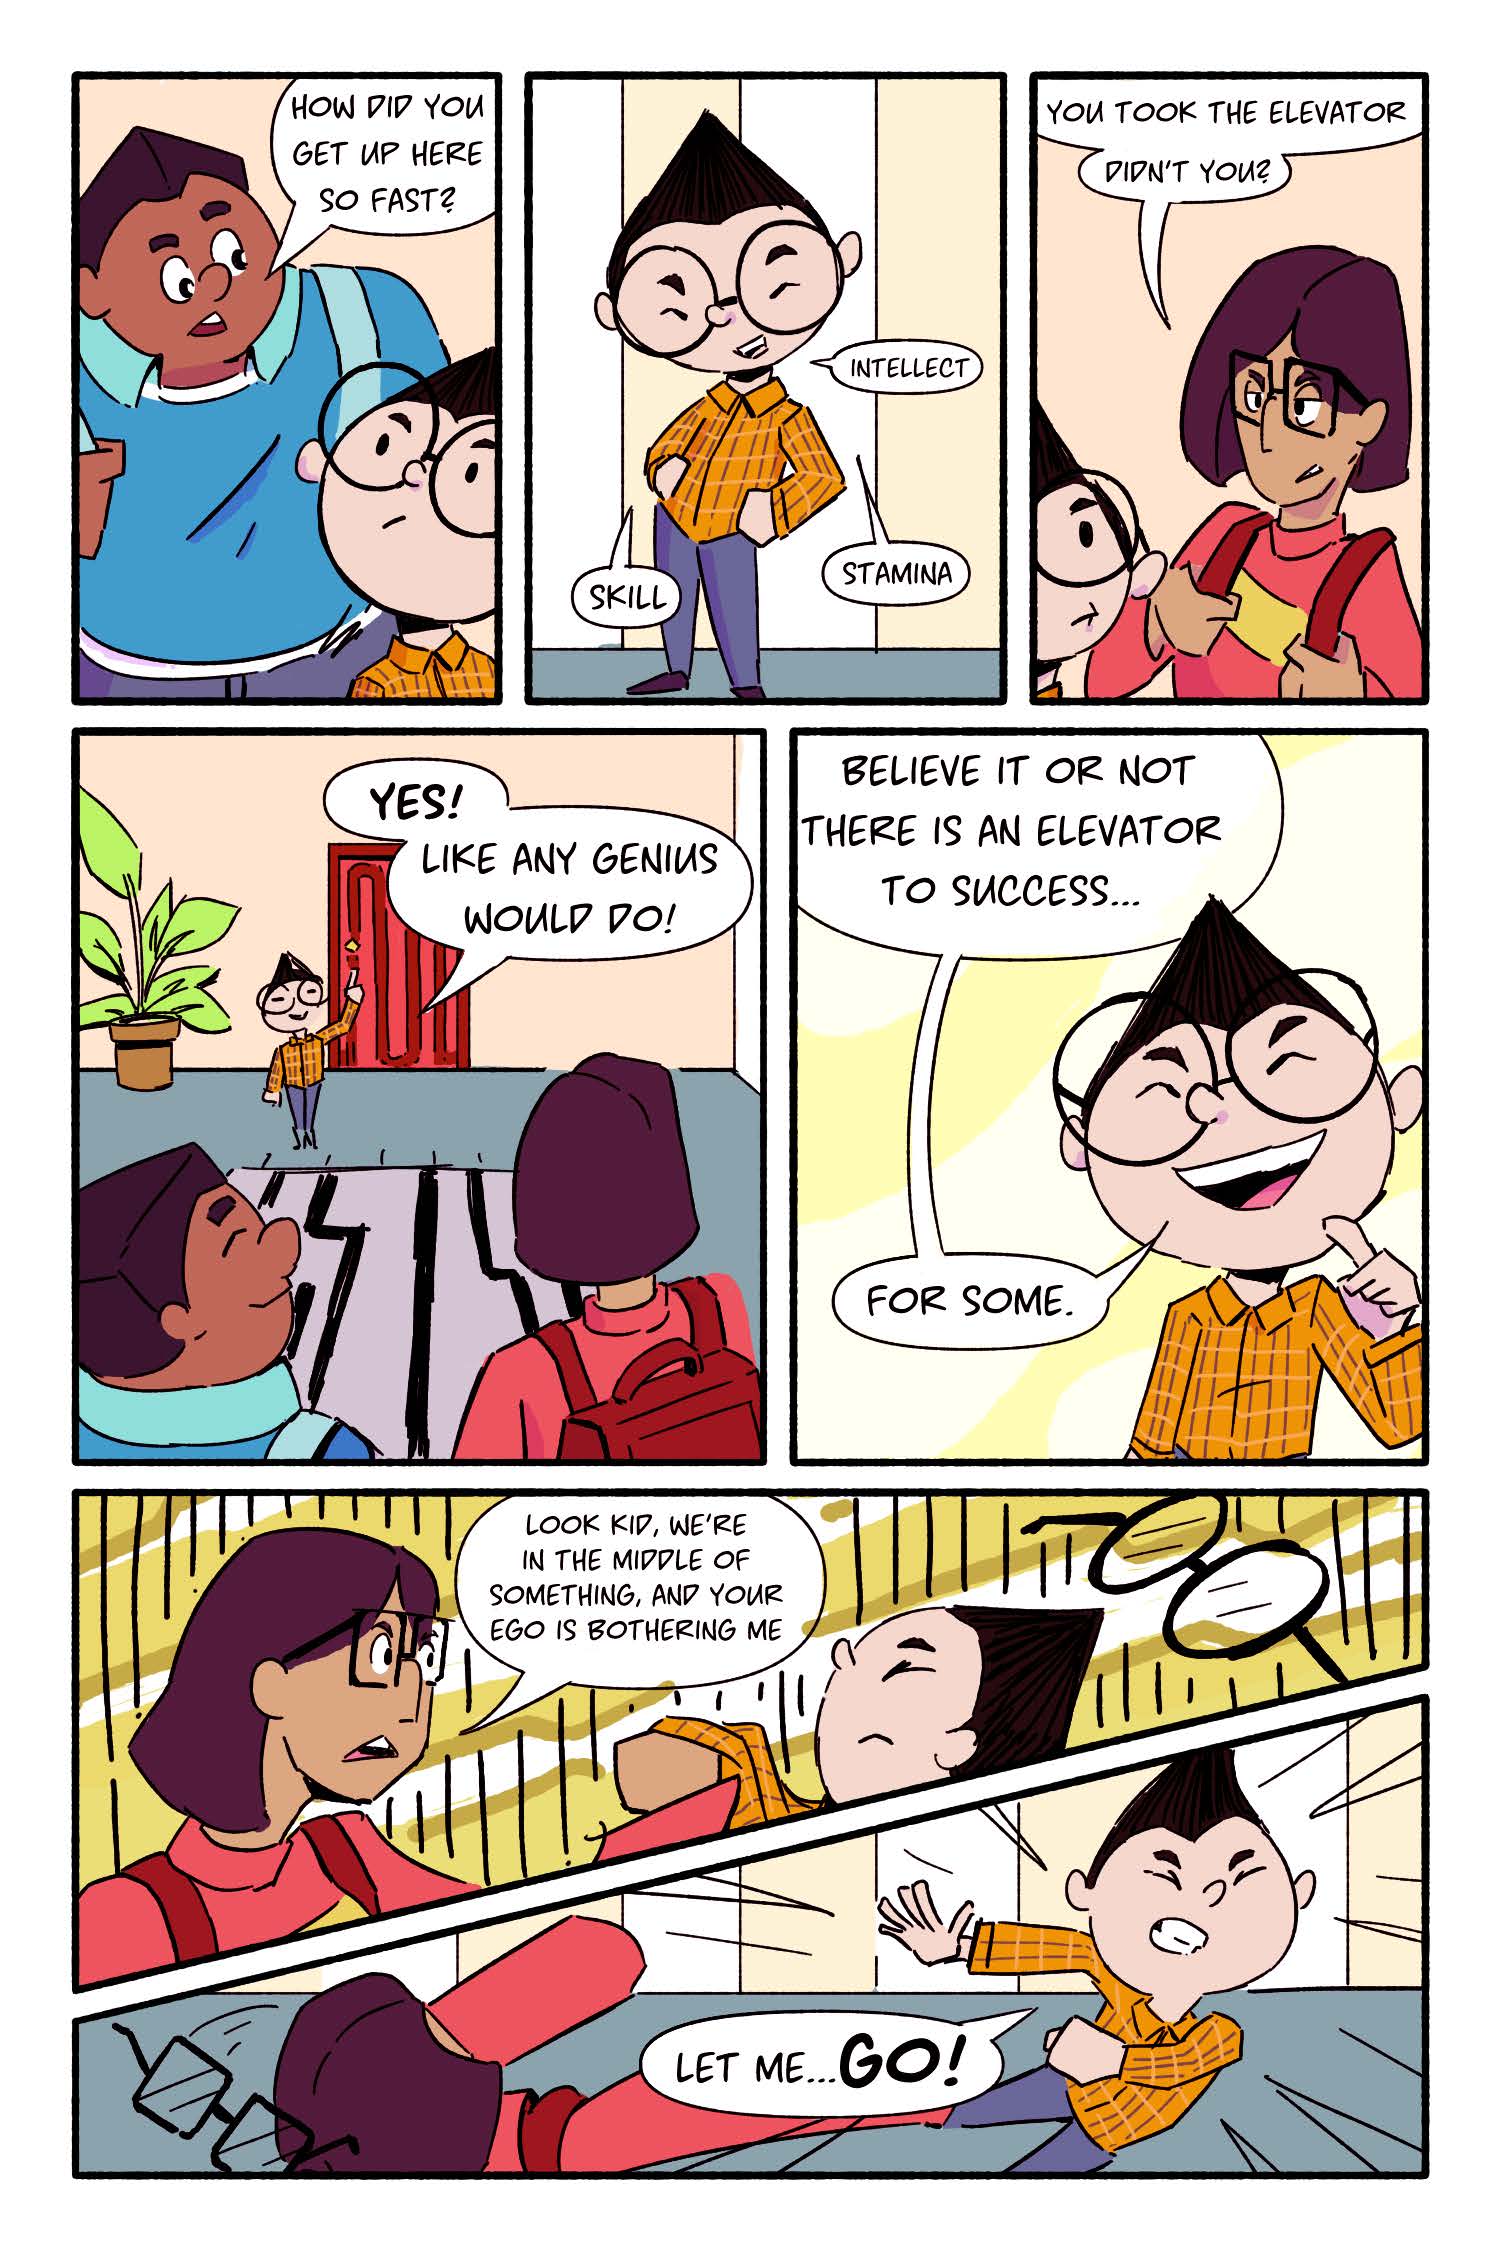 HOW DID YOU
GET UP HERE
SO FAST?
INTELLECT
SKILL
STAMINA
YOU TOOK THE ELEVATOR
DIDN'T YOU?
YES!
LIKE ANY GENIUS
WOULD DO!
BELIEVE IT OR NOT
THERE IS AN ELEVATOR
TO SUCCESS...
FOR SOME.
LOOK KID, WE'RE
IN THE MIDDLE OF
SOMETHING, AND YOUR
EGO IS BOTHERING ME
LET ME...GO!